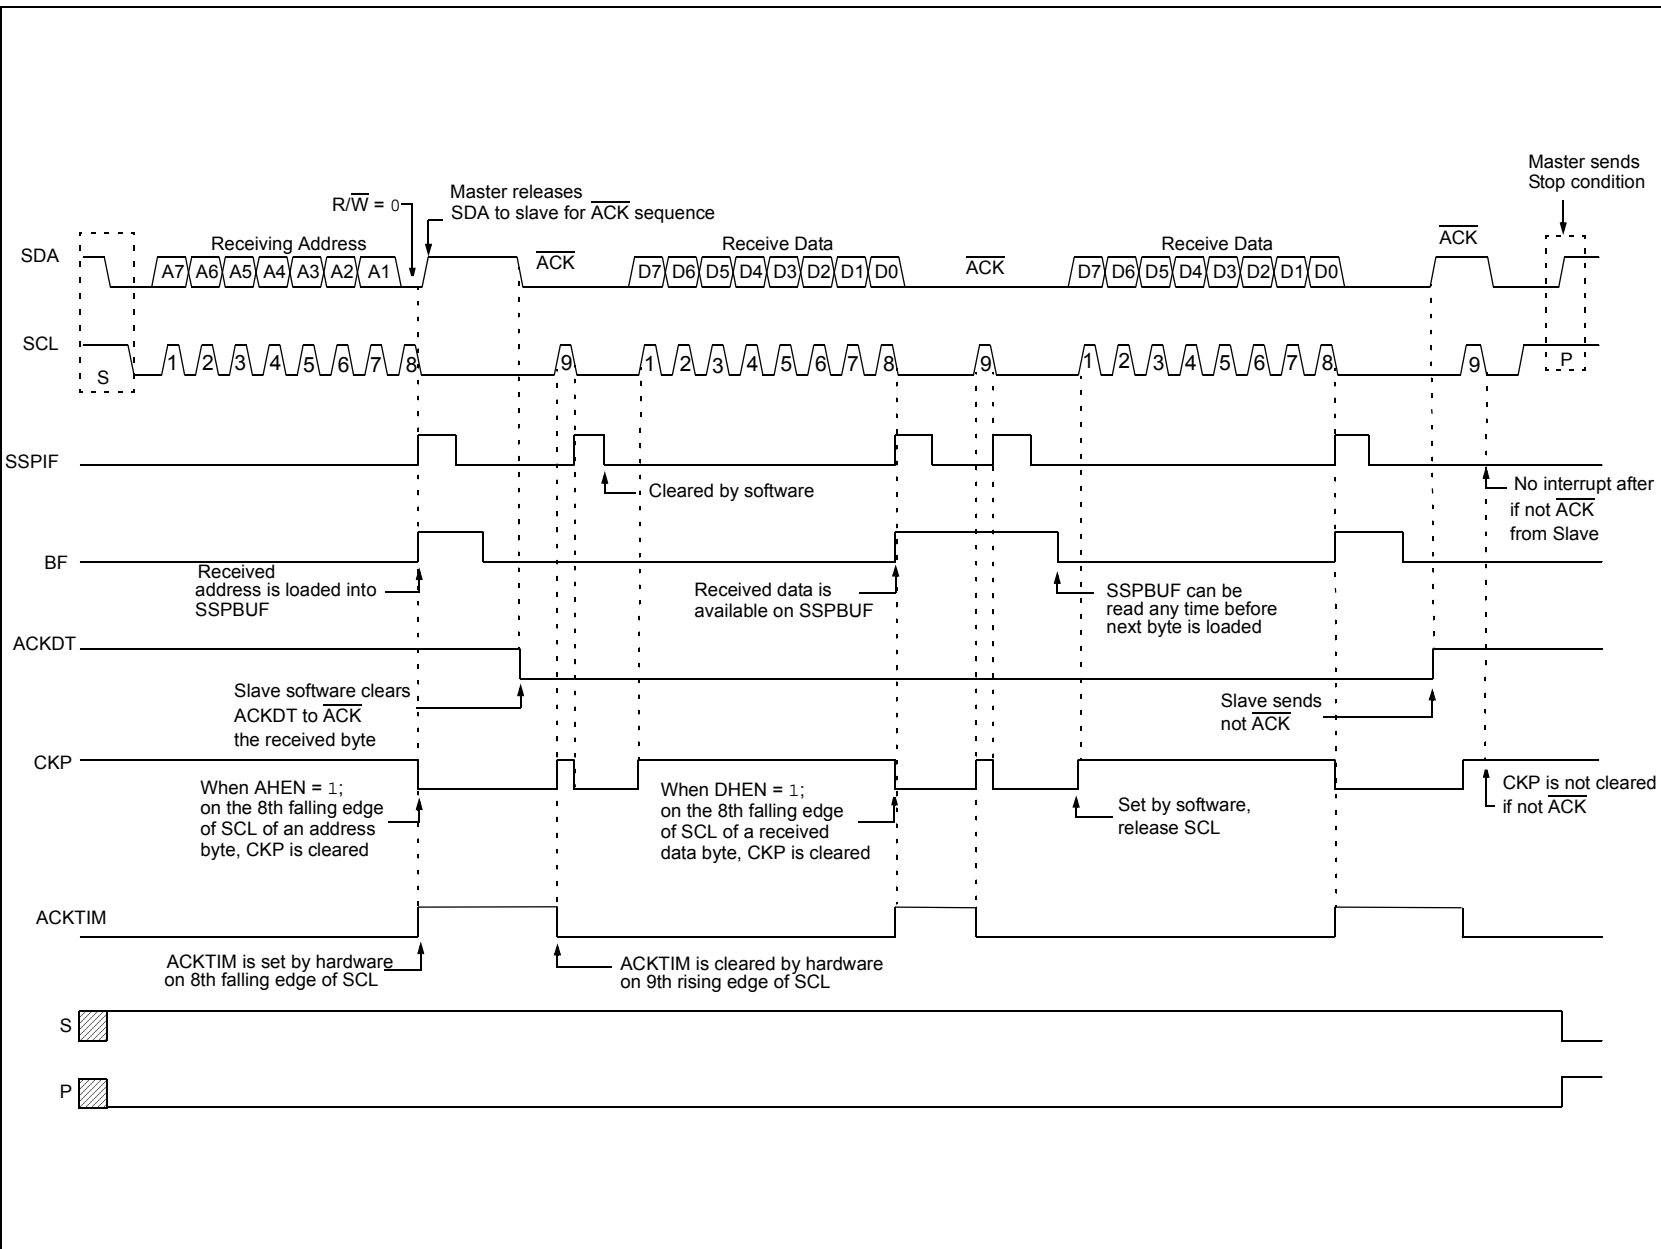 Master sends
Stop condition
Master releases
SDA to slave for ACK sequence
R/W = 0
ACK
Receiving Address
Receive Data
Receive Data
SDA
ACK
ACK
A7 A6 A5 A4 A3 A2 A1
D7 D6 D5 D4 D3 D2 D1 D0
D7 D6 D5 D4 D3 D2 D1 D0
SCL
S
1 2 3 4 5 6 7 8 9
1 2 3 4 5 6 7 8 9
1 2 3 4 5 6 7 8 9
P
SSPIF
Cleared by software
No interrupt after
if not ACK
from Slave
BF
Received
address is loaded into
SSPBUF
Received data is
available on SSPBUF
SSPBUF can be
read any time before
next byte is loaded
ACKDT
Slave software clears
ACKDT to ACK
the received byte
Slave sends
not ACK
CKP
When AHEN = 1;
on the 8th falling edge
of SCL of an address
byte, CKP is cleared
When DHEN = 1;
on the 8th falling edge
of SCL of a received
data byte, CKP is cleared
Set by software,
release SCL
CKP is not cleared
if not ACK
ACKTIM
ACKTIM is set by hardware
on 8th falling edge of SCL
ACKTIM is cleared by hardware
on 9th rising edge of SCL
S
P